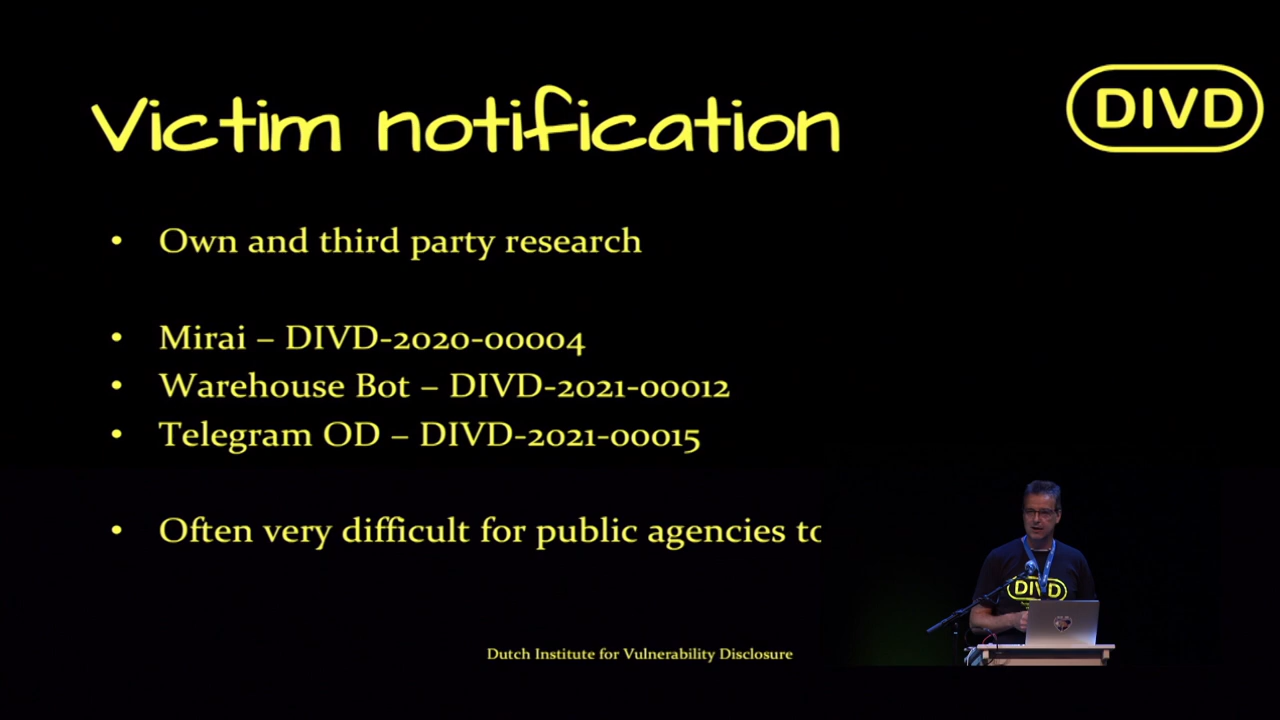 Victim notification
DIVD
• Own and third party research
• Mirai – DIVD-2020-00004
• Warehouse Bot – DIVD-2021-00012
• Telegram OD – DIVD-2021-00015
• Often very difficult for public agencies to
DIVD
Dutch Institute for Vulnerability Disclosure